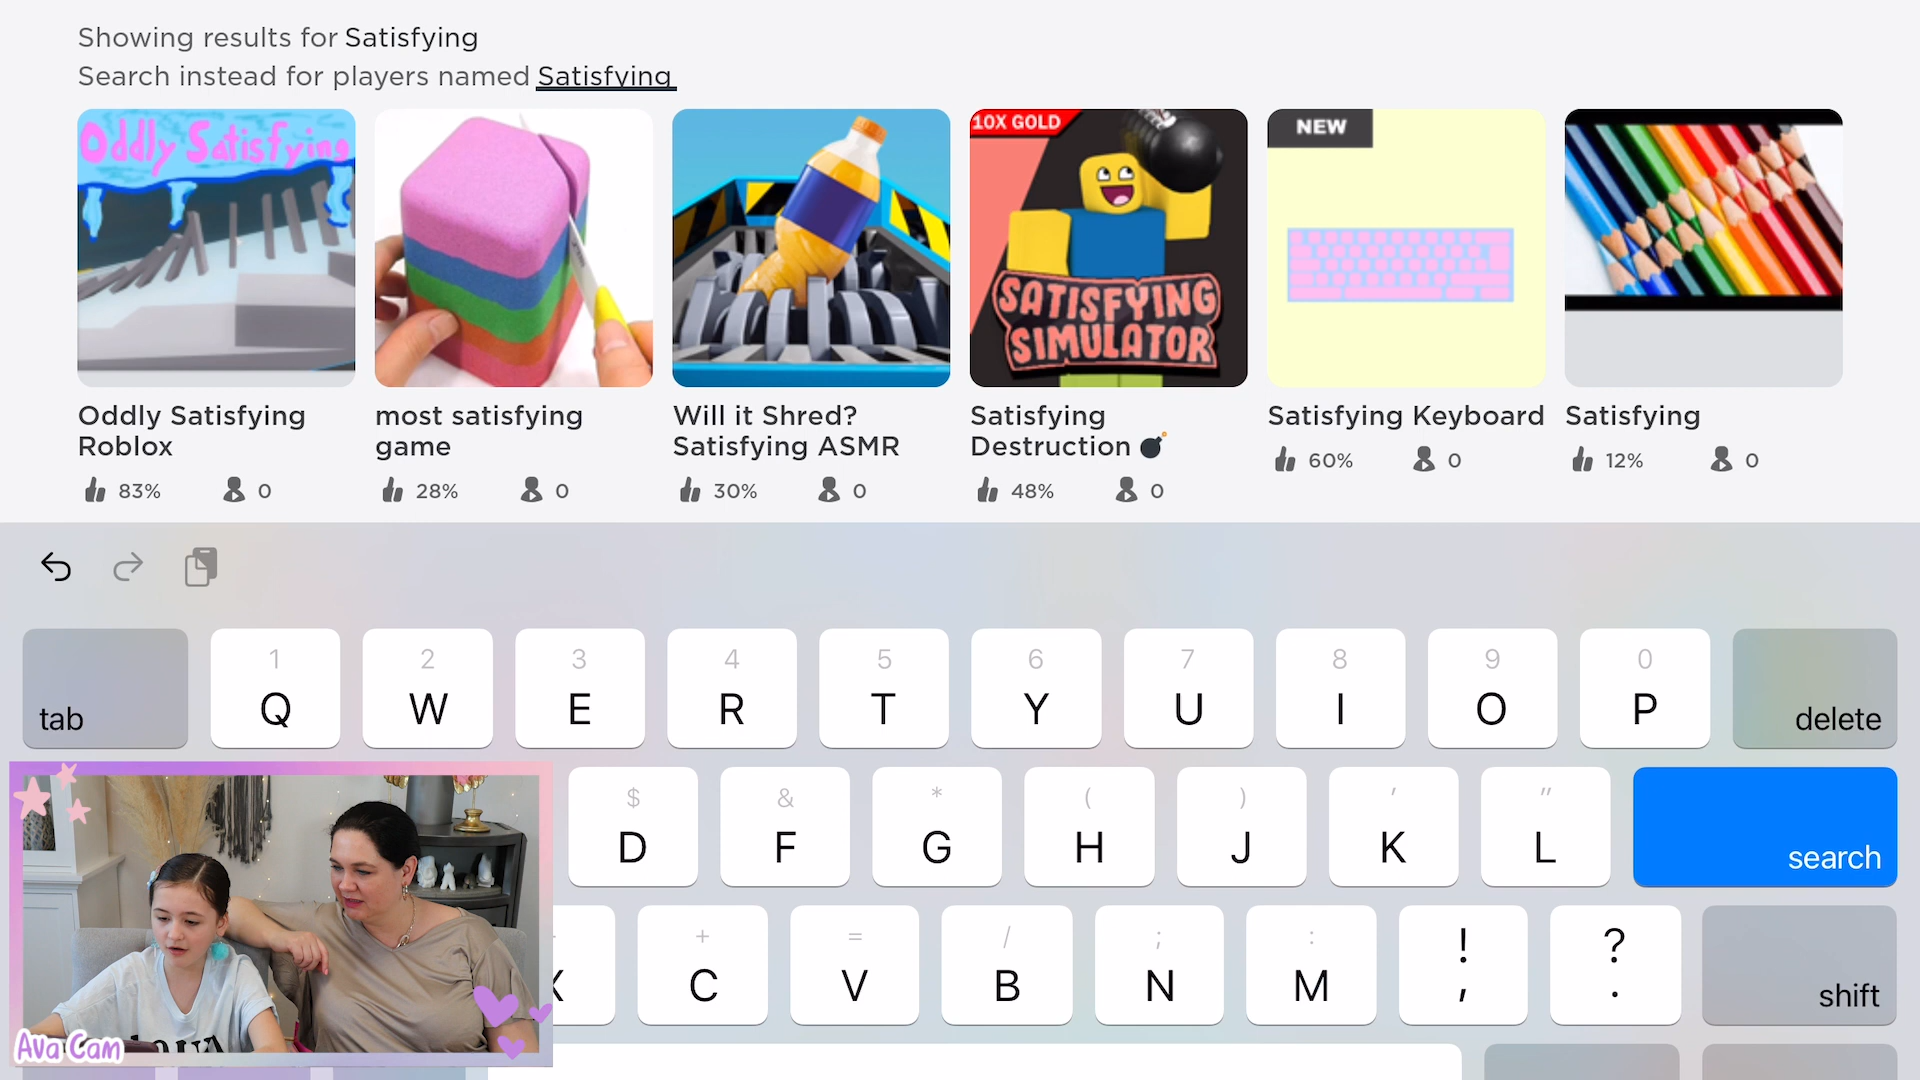 Showing results for Satisfying
Search instead for players named Satisfying
Oddly Satisfying
10X GOLD
SATISFYING
SIMULATOR
NEW
Oddly Satisfying
Roblox
83%
0
most satisfying
game
28%
0
Will it Shred?
Satisfying ASMR
30%
0
Satisfying
Destruction 💣
48%
0
Satisfying Keyboard
60%
0
Satisfying
12%
0
tab
1 2 3 4 5 6 7 8 9 0
Q W E R T Y U I O P
delete
$ & * ( ) ' "
D F G H J K L
search
+ = / ; : ! ?
X C V B N M , .
shift
Ava Cam